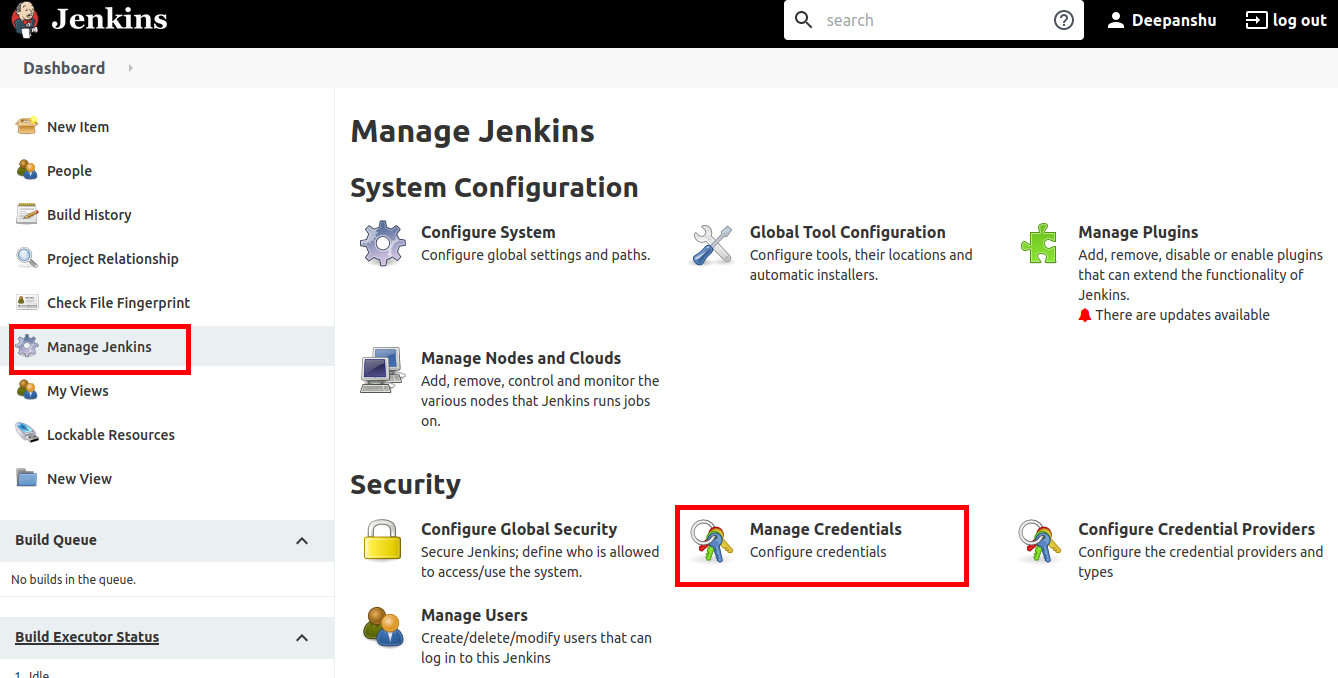 Jenkins
search
Deepanshu
log out
Dashboard
New Item
People
Build History
Project Relationship
Check File Fingerprint
Manage Jenkins
My Views
Lockable Resources
New View
Build Queue
No builds in the queue.
Build Executor Status
1 Idle
Manage Jenkins
System Configuration
Configure System
Configure global settings and paths.
Global Tool Configuration
Configure tools, their locations and
automatic installers.
Manage Plugins
Add, remove, disable or enable plugins
that can extend the functionality of
Jenkins.
There are updates available
Manage Nodes and Clouds
Add, remove, control and monitor the
various nodes that Jenkins runs jobs
on.
Security
Configure Global Security
Secure Jenkins; define who is allowed
to access/use the system.
Manage Credentials
Configure credentials
Configure Credential Providers
Configure the credential providers and
types
Manage Users
Create/delete/modify users that can
log in to this Jenkins